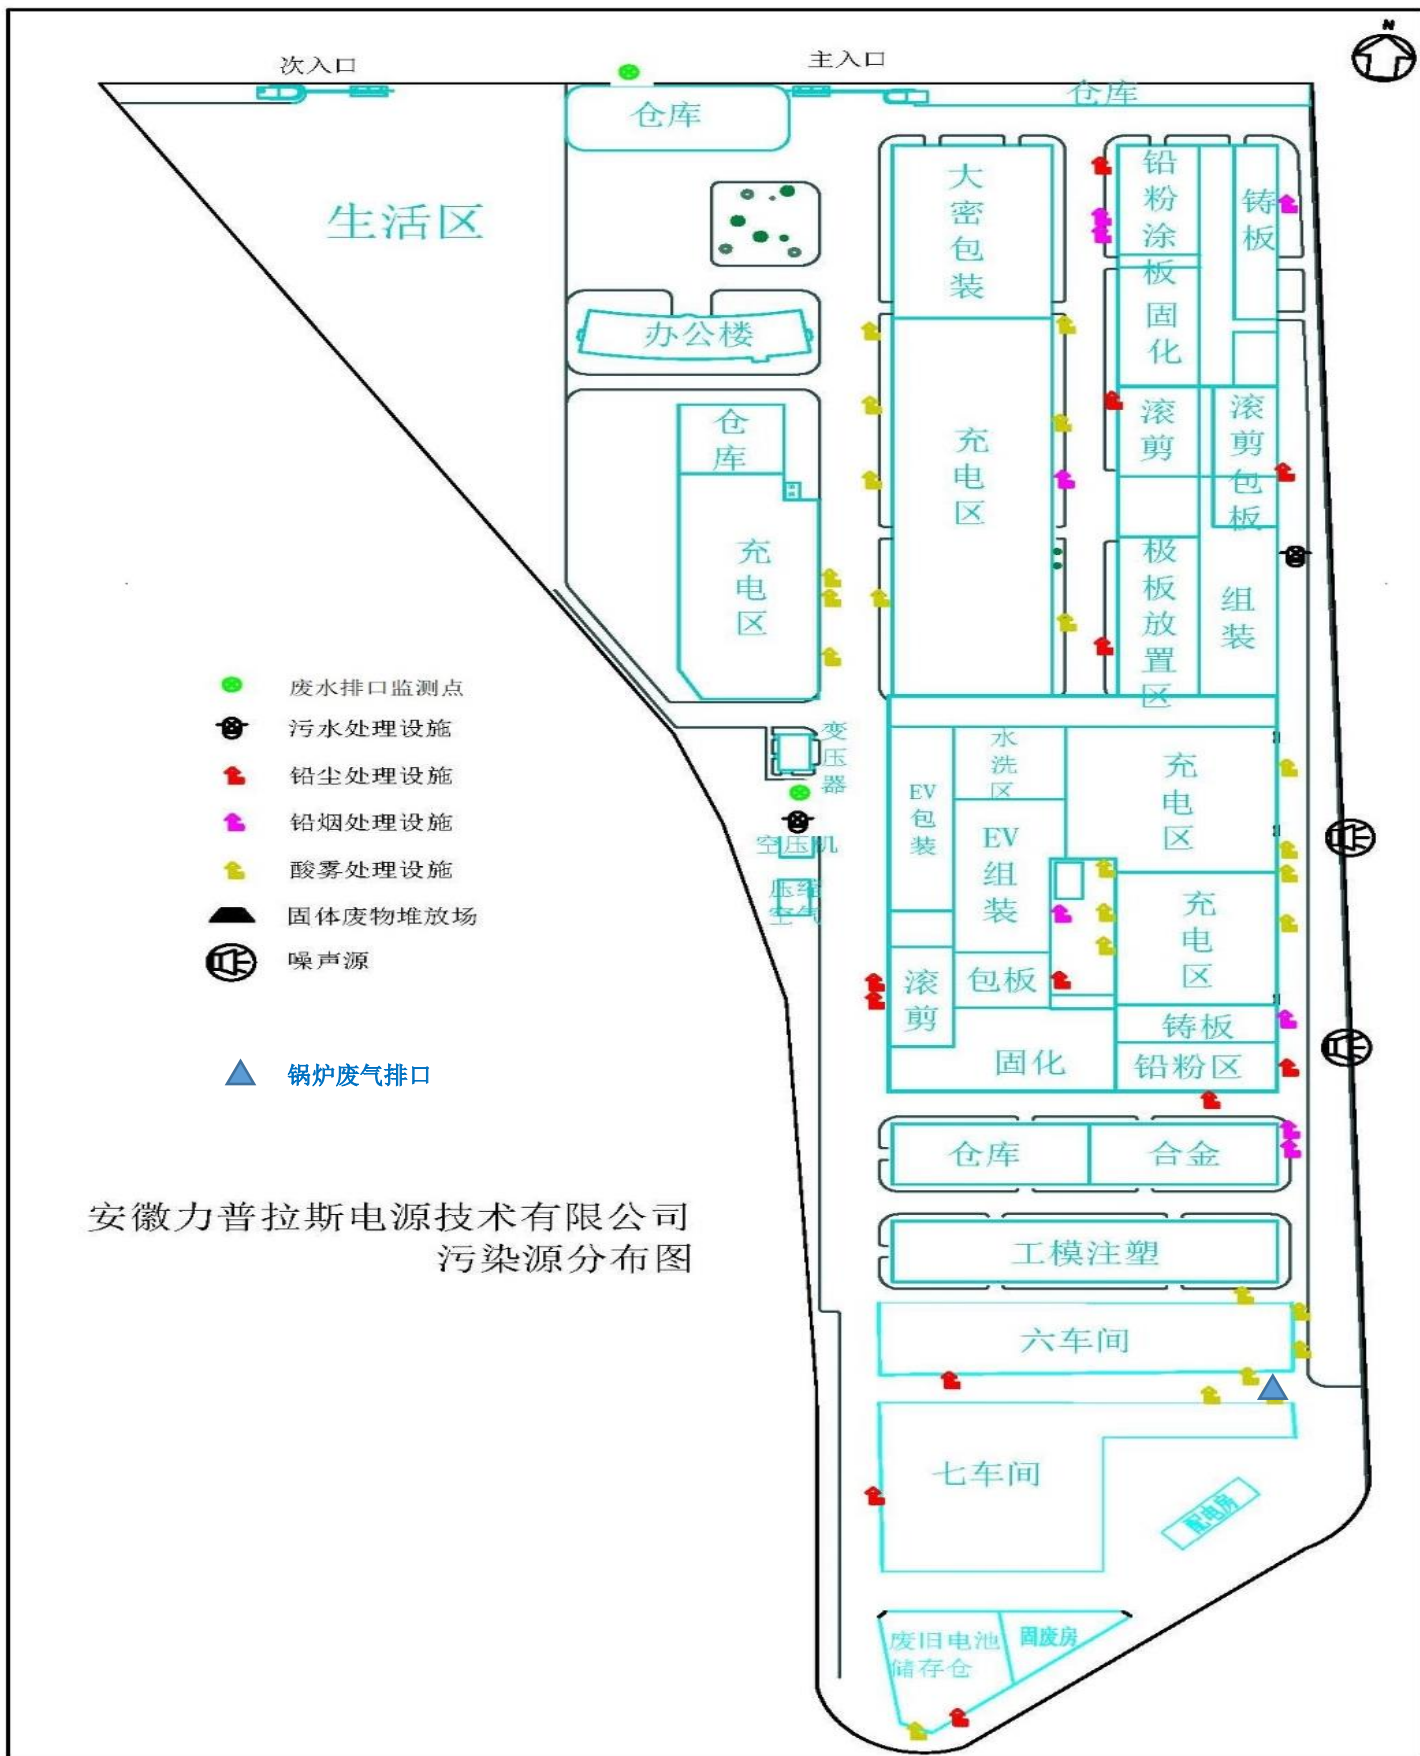 N
次入口
主入口
仓库
仓库
生活区
大密包装
铅粉涂板
铸板
固化
办公楼
滚剪
滚剪包板
仓库
充电区
充电区
极板放置区
组装
废水排口监测点
污水处理设施
铅尘处理设施
铅烟处理设施
酸雾处理设施
固体废物堆放场
噪声源
锅炉废气排口
变压器
空压机
压缩空气
EV包装
水洗区
EV组装
充电区
充电区
滚剪
包板
铸板
固化
铅粉区
仓库
合金
安徽力普拉斯电源技术有限公司
污染源分布图
工模注塑
六车间
七车间
配电房
废旧电池
储存仓
固废房